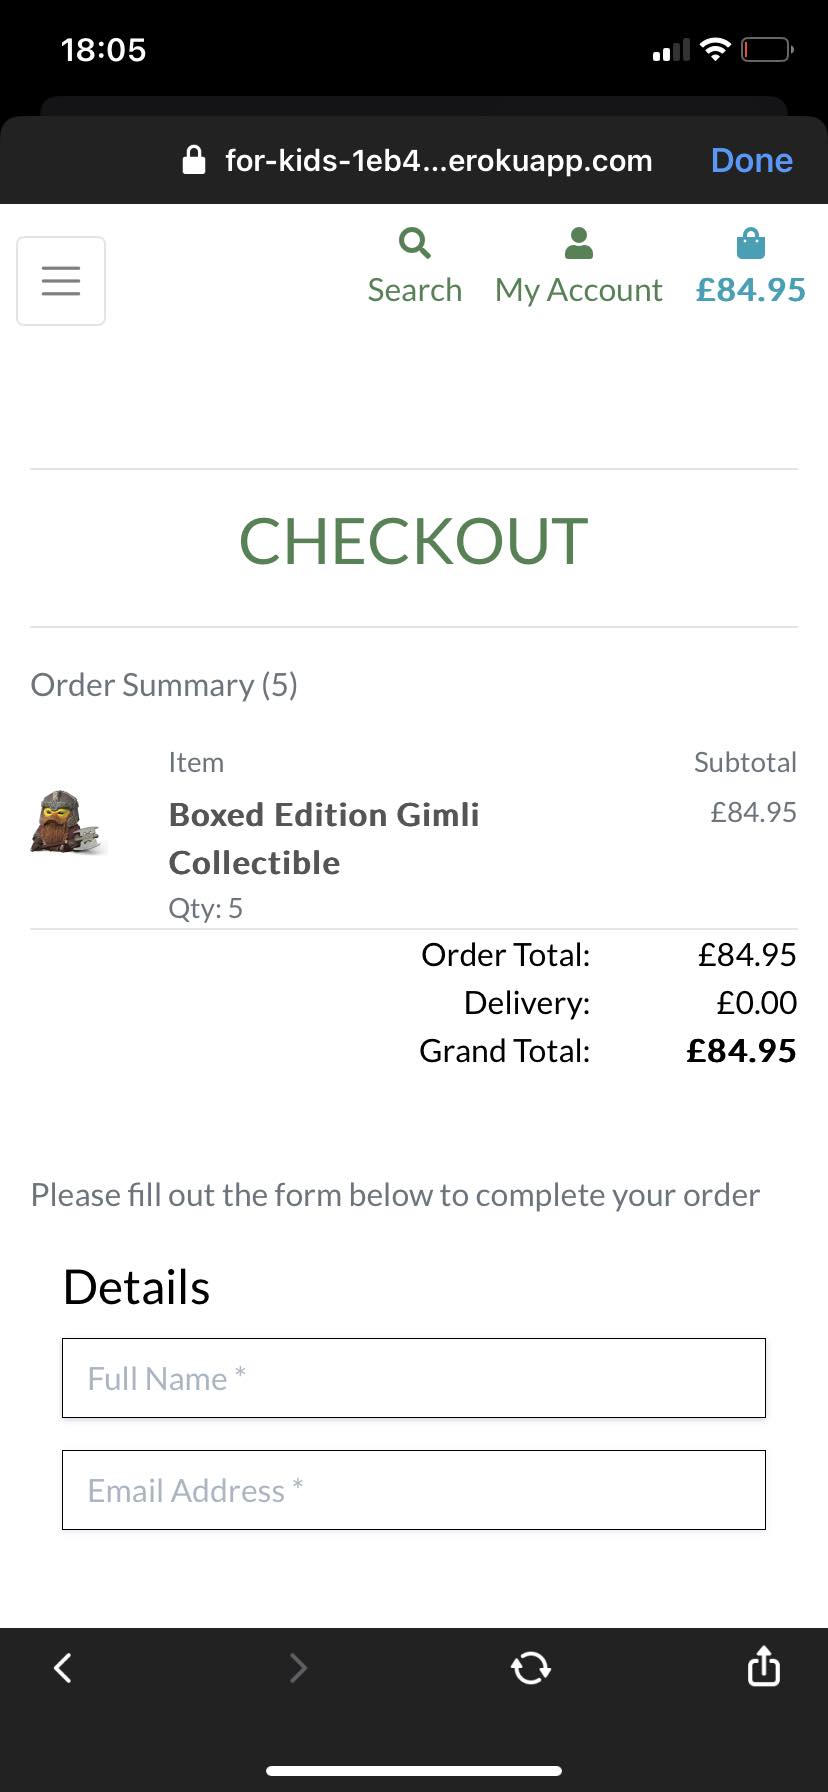 18:05
for-kids-1eb4...erokuapp.com Done
Search My Account £84.95
CHECKOUT
Order Summary (5)
Item Subtotal
Boxed Edition Gimli £84.95
Collectible
Qty: 5
Order Total: £84.95
Delivery: £0.00
Grand Total: £84.95
Please fill out the form below to complete your order
Details
Full Name *
Email Address *